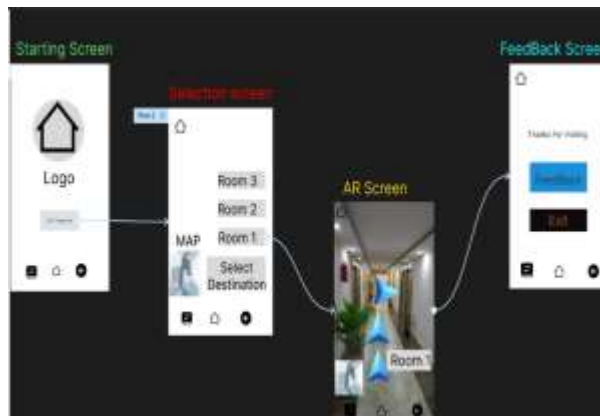 Starting Screen
Logo
Selection screen
Room 3
Room 2
Room 1
MAP
Select
Destination
AR Screen
Room 1
FeedBack Scree
Thanks For Visiting
FeedBack
Exit